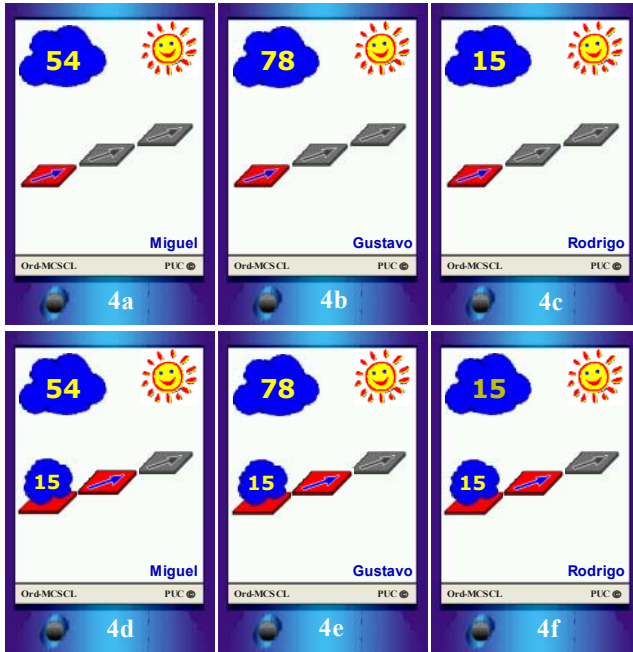 54
Miguel
Ord-MCSCL PUC ©
4a
78
Gustavo
Ord-MCSCL PUC ©
4b
15
Rodrigo
Ord-MCSCL PUC ©
4c
54
15
Miguel
Ord-MCSCL PUC ©
4d
78
15
Gustavo
Ord-MCSCL PUC ©
4e
15
15
Rodrigo
Ord-MCSCL PUC ©
4f